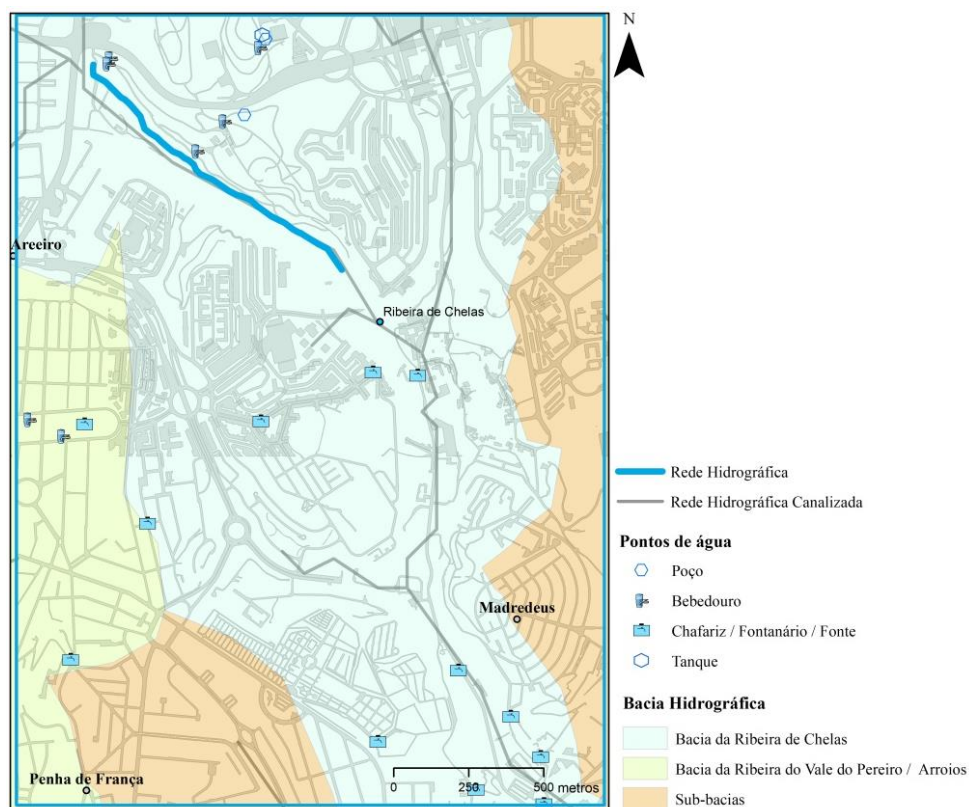 N
Areeiro
Ribeira de Chelas
Rede Hidrográfica
Rede Hidrográfica Canalizada
Pontos de água
Poço
Bebedouro
Madredeus
Chafariz / Fontanário / Fonte
Tanque
Bacia Hidrográfica
Bacia da Ribeira de Chelas
Bacia da Ribeira do Vale do Pereiro / Arroios
Penha de França
0 250 500 metros
Sub-bacias